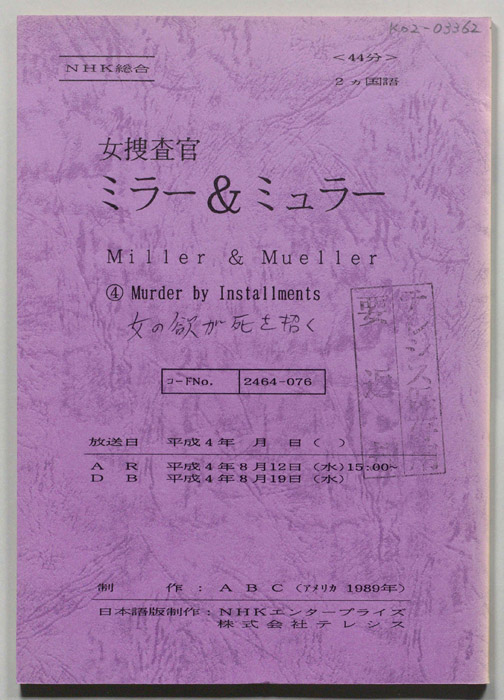 K02-03362
NHK総合
<44分>
2ヵ国語
女捜査官
ミラー&ミュラー
Miller & Mueller
④ Murder by Installments
女の欲が死を招く
コードNo. 2464-076
放送日 平成4年 月 日( )
AR 平成4年8月12日(水)15:00~
DB 平成4年8月19日(水)
制作:ABC(アメリカ 1989年)
日本語版制作:NHKエンタープライズ
株式会社テレシス